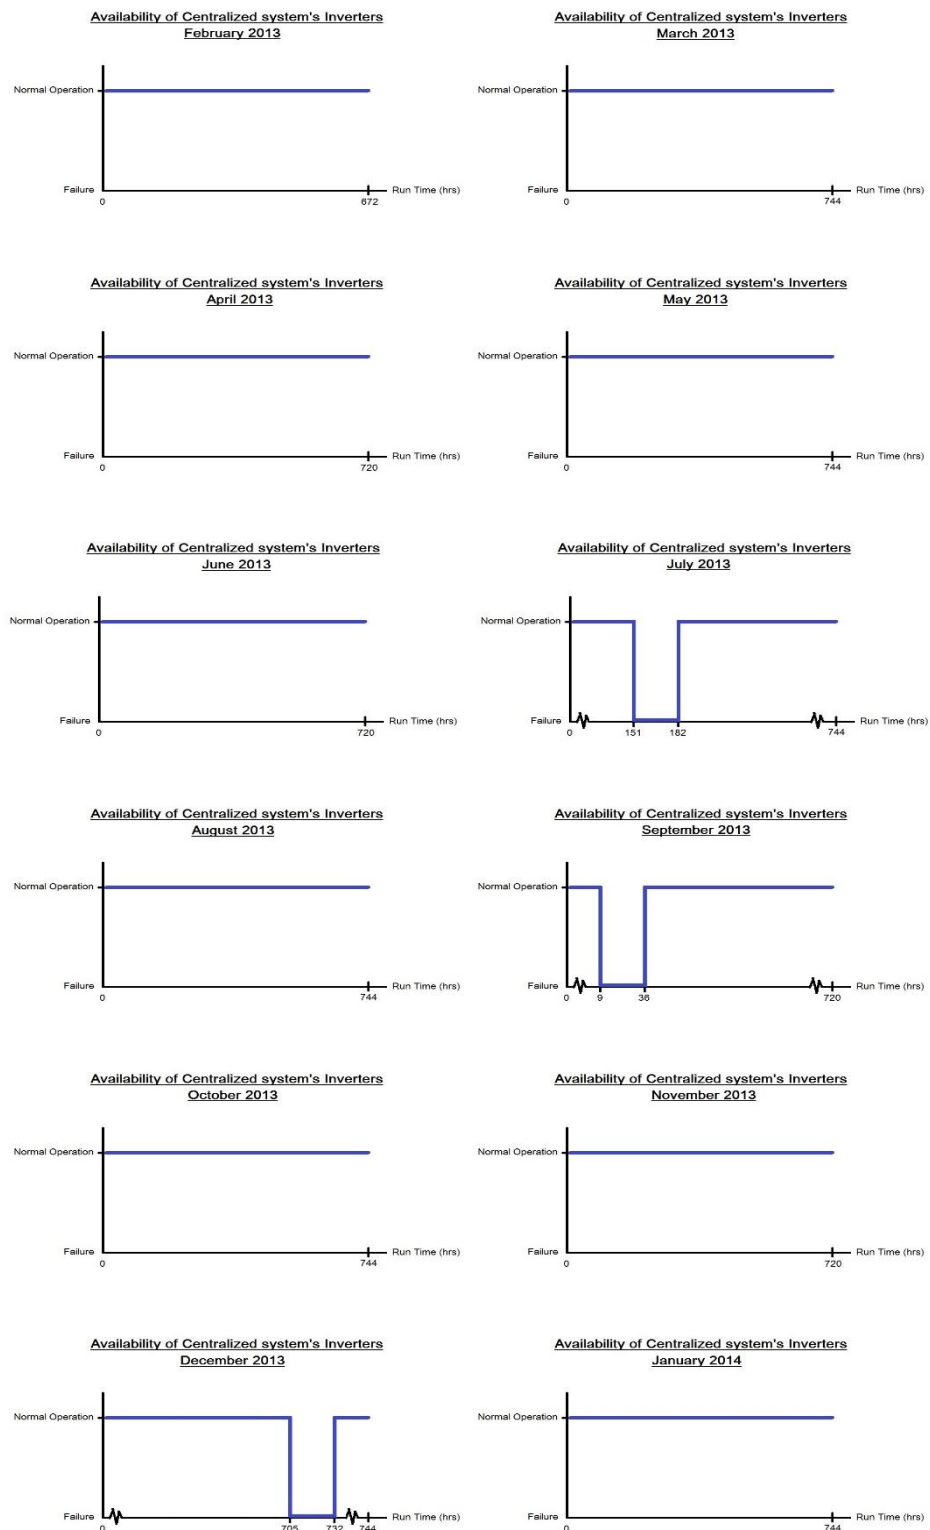 Availability of Centralized system's Inverters
February 2013
Normal Operation
Failure
0
672
Run Time (hrs)
Availability of Centralized system's Inverters
March 2013
Normal Operation
Failure
0
744
Run Time (hrs)
Availability of Centralized system's Inverters
April 2013
Normal Operation
Failure
0
720
Run Time (hrs)
Availability of Centralized system's Inverters
May 2013
Normal Operation
Failure
0
744
Run Time (hrs)
Availability of Centralized system's Inverters
June 2013
Normal Operation
Failure
0
720
Run Time (hrs)
Availability of Centralized system's Inverters
July 2013
Normal Operation
Failure
0
151
182
744
Run Time (hrs)
Availability of Centralized system's Inverters
August 2013
Normal Operation
Failure
0
744
Run Time (hrs)
Availability of Centralized system's Inverters
September 2013
Normal Operation
Failure
0
9
36
720
Run Time (hrs)
Availability of Centralized system's Inverters
October 2013
Normal Operation
Failure
0
744
Run Time (hrs)
Availability of Centralized system's Inverters
November 2013
Normal Operation
Failure
0
720
Run Time (hrs)
Availability of Centralized system's Inverters
December 2013
Normal Operation
Failure
0
705
732
744
Run Time (hrs)
Availability of Centralized system's Inverters
January 2014
Normal Operation
Failure
0
744
Run Time (hrs)